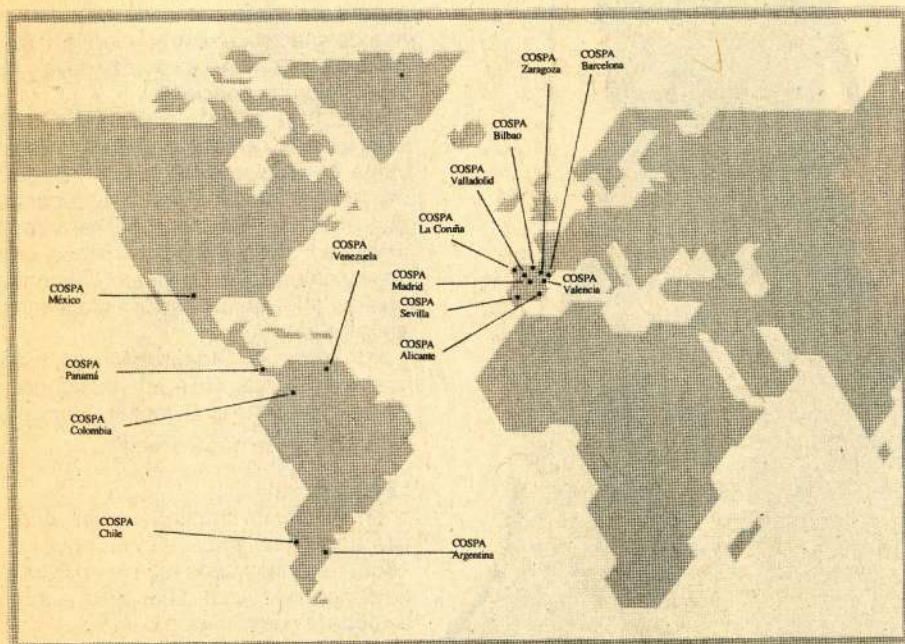 COSPA
Zaragoza
COSPA
Barcelona
COSPA
Bilbao
COSPA
Valladolid
COSPA
La Coruña
COSPA
Venezuela
COSPA
Madrid
COSPA
Valencia
COSPA
México
COSPA
Sevilla
COSPA
Alicante
COSPA
Panamá
COSPA
Colombia
COSPA
Chile
COSPA
Argentina